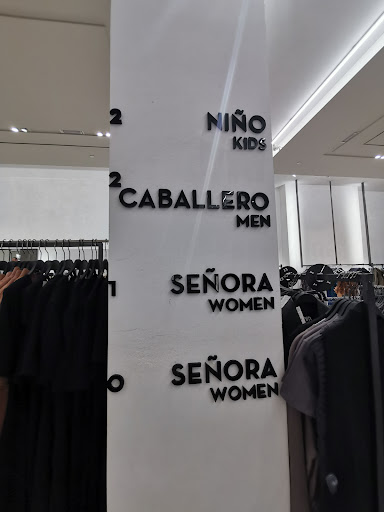 2 NIÑO
KIDS
2 CABALLERO
MEN
1 SEÑORA
WOMEN
0 SEÑORA
WOMEN